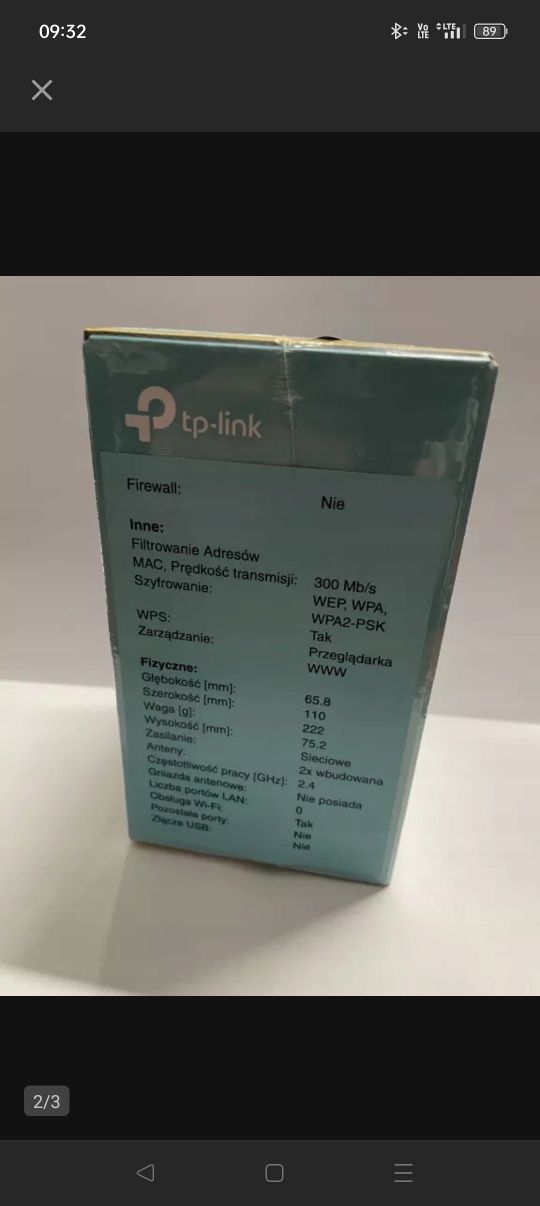 09:32
Vo
LTE
LTE
89
tp-link
Firewall: Nie
Inne:
Filtrowanie Adresów
MAC, Prędkość transmisji: 300 Mb/s
Szyfrowanie: WEP, WPA,
WPA2-PSK
WPS: Tak
Zarządzanie: Przeglądarka
WWW
Fizyczne:
Głębokość [mm]: 65.8
Szerokość [mm]: 110
Waga [g]: 222
Wysokość [mm]: 75.2
Zasilanie: Sieciowe
Anteny: 2x wbudowana
Częstotliwość pracy [GHz]: 2.4
Gniazda antenowe: Nie posiada
Liczba portów LAN: 0
Obsługa Wi-Fi: Tak
Pozostałe porty: Nie
Złącze USB: Nie
2/3